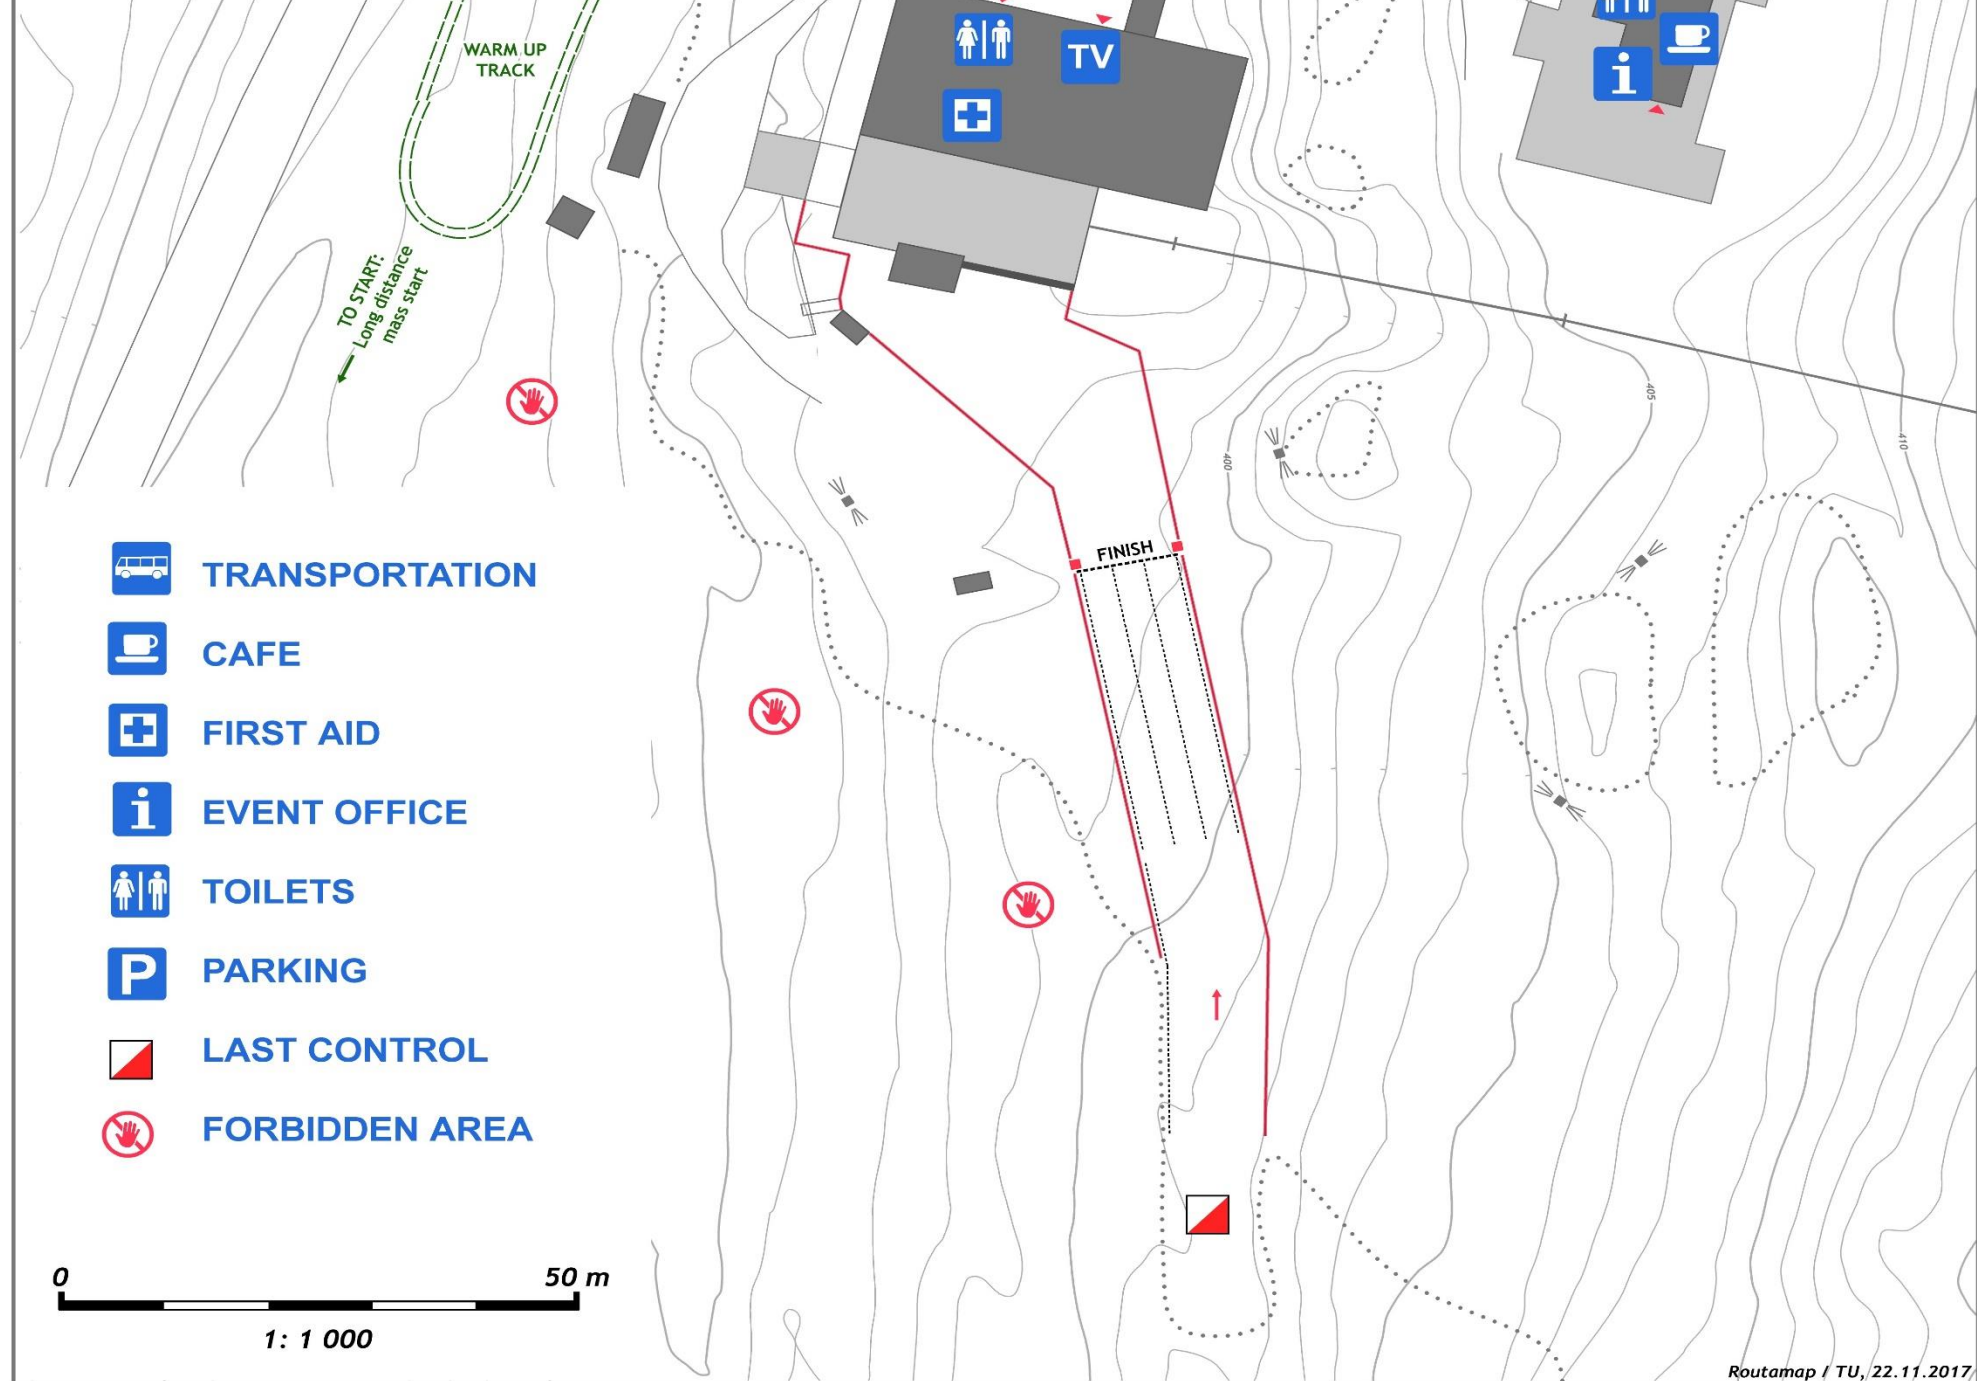 WARM UP
TRACK
TV
i
TO START:
Long distance
mass start
405
410
400
FINISH
TRANSPORTATION
CAFE
FIRST AID
i
EVENT OFFICE
TOILETS
P
PARKING
LAST CONTROL
FORBIDDEN AREA
0 50 m
1: 1 000
Routamap / TU, 22.11.2017